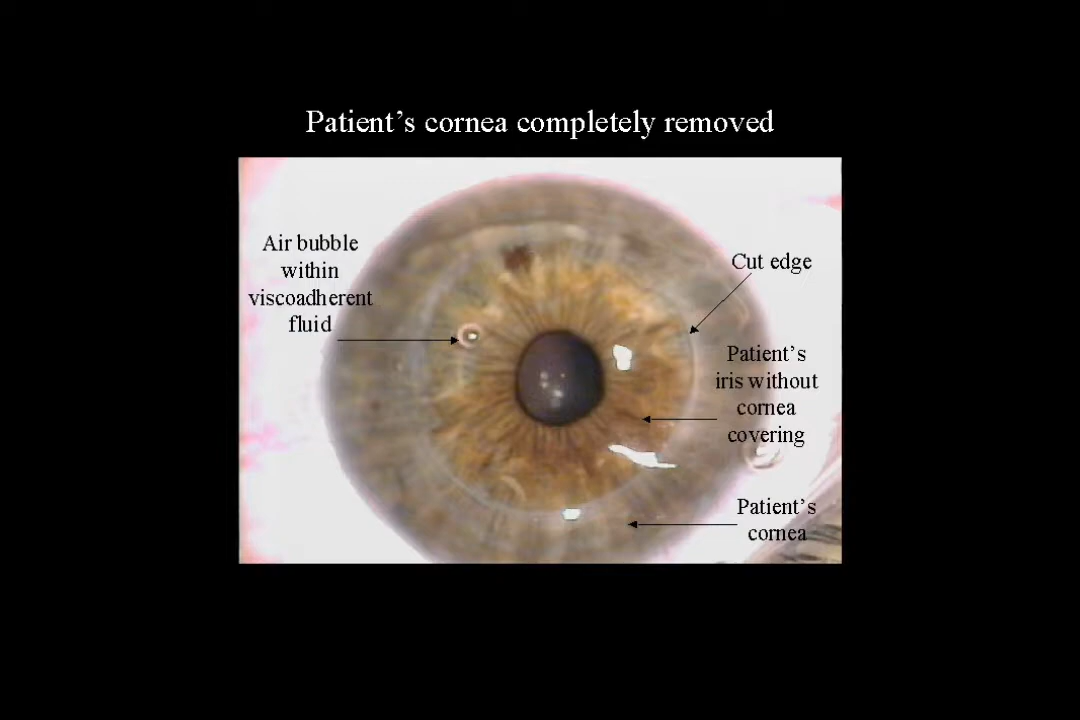 Patient's cornea completely removed
Air bubble
within
viscoadherent
fluid
Cut edge
Patient's
iris without
cornea
covering
Patient's
cornea